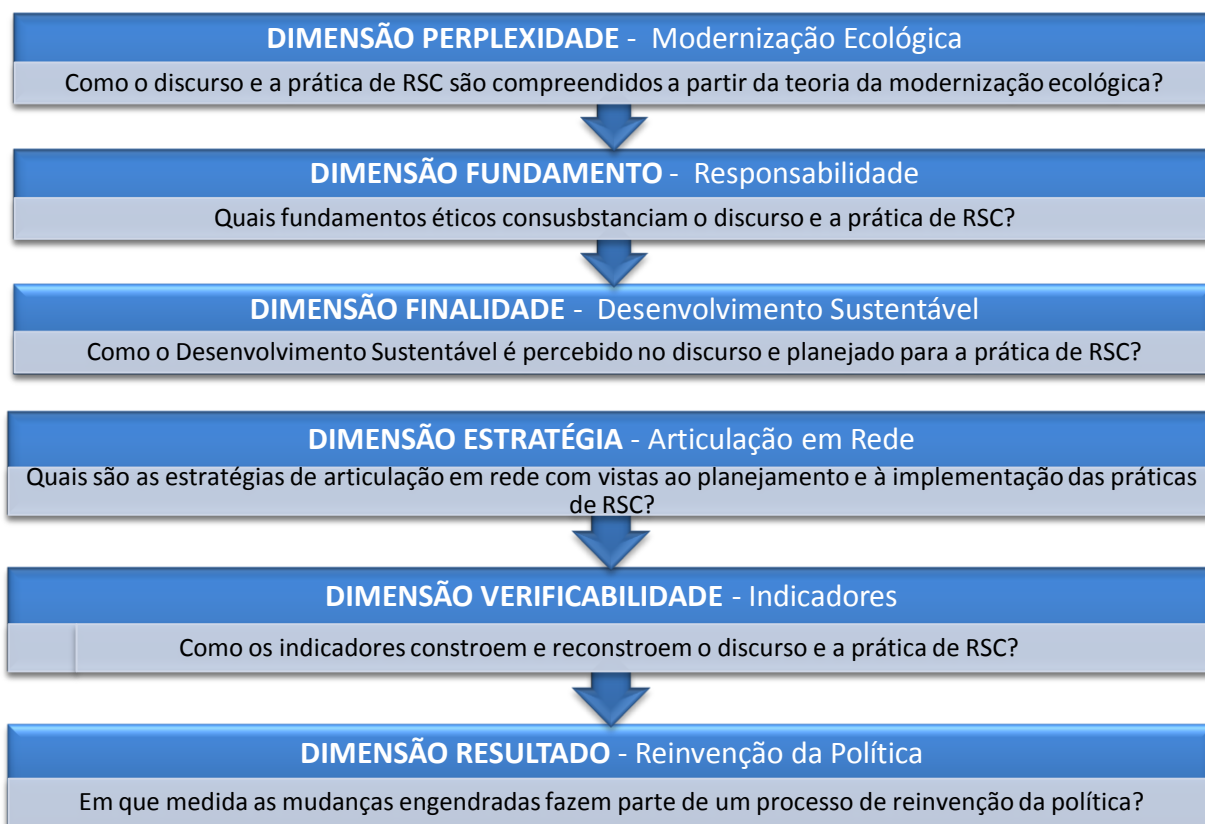 DIMENSÃO PERPLEXIDADE - Modernização Ecológica
Como o discurso e a prática de RSC são compreendidos a partir da teoria da modernização ecológica?
DIMENSÃO FUNDAMENTO - Responsabilidade
Quais fundamentos éticos consusbstanciam o discurso e a prática de RSC?
DIMENSÃO FINALIDADE - Desenvolvimento Sustentável
Como o Desenvolvimento Sustentável é percebido no discurso e planejado para a prática de RSC?
DIMENSÃO ESTRATÉGIA - Articulação em Rede
Quais são as estratégias de articulação em rede com vistas ao planejamento e à implementação das práticas
de RSC?
DIMENSÃO VERIFICABILIDADE - Indicadores
Como os indicadores constroem e reconstroem o discurso e a prática de RSC?
DIMENSÃO RESULTADO - Reinvenção da Política
Em que medida as mudanças engendradas fazem parte de um processo de reinvenção da política?